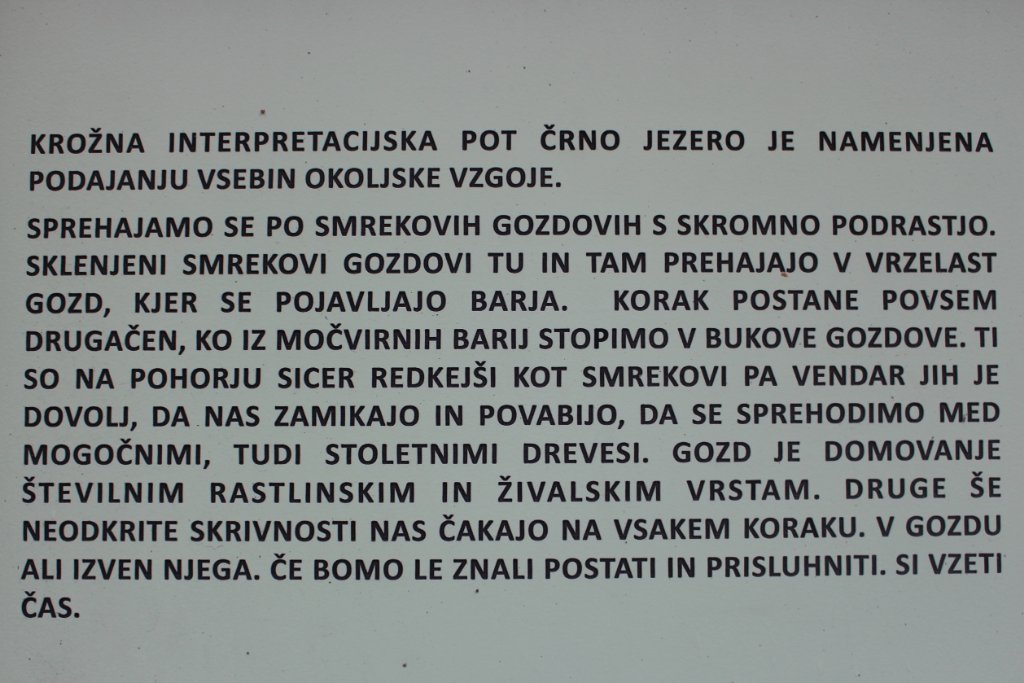 KROŽNA INTERPRETACIJSKA POT ČRNO JEZERO JE NAMENJENA
PODAJANJU VSEBIN OKOLJSKE VZGOJE.
SPREHAJAMO SE PO SMREKOVIH GOZDOVIH S SKROMNO PODRASTJO.
SKLENJENI SMREKOVI GOZDOVI TU IN TAM PREHAJAJO V VRZELAST
GOZD, KJER SE POJAVLJAJO BARJA. KORAK POSTANE POVSEM
DRUGAČEN, KO IZ MOČVIRNIH BARIJ STOPIMO V BUKOVE GOZDOVE. TI
SO NA POHORJU SICER REDKEJŠI KOT SMREKOVI PA VENDAR JIH JE
DOVOLJ, DA NAS ZAMIKAJO IN POVABIJO, DA SE SPREHODIMO MED
MOGOČNIMI, TUDI STOLETNIMI DREVESI. GOZD JE DOMOVANJE
ŠTEVILNIM RASTLINSKIM IN ŽIVALSKIM VRSTAM. DRUGE ŠE
NEODKRITE SKRIVNOSTI NAS ČAKAJO NA VSAKEM KORAKU. V GOZDU
ALI IZVEN NJEGA. ČE BOMO LE ZNALI POSTATI IN PRISLUHNITI. SI VZETI
ČAS.